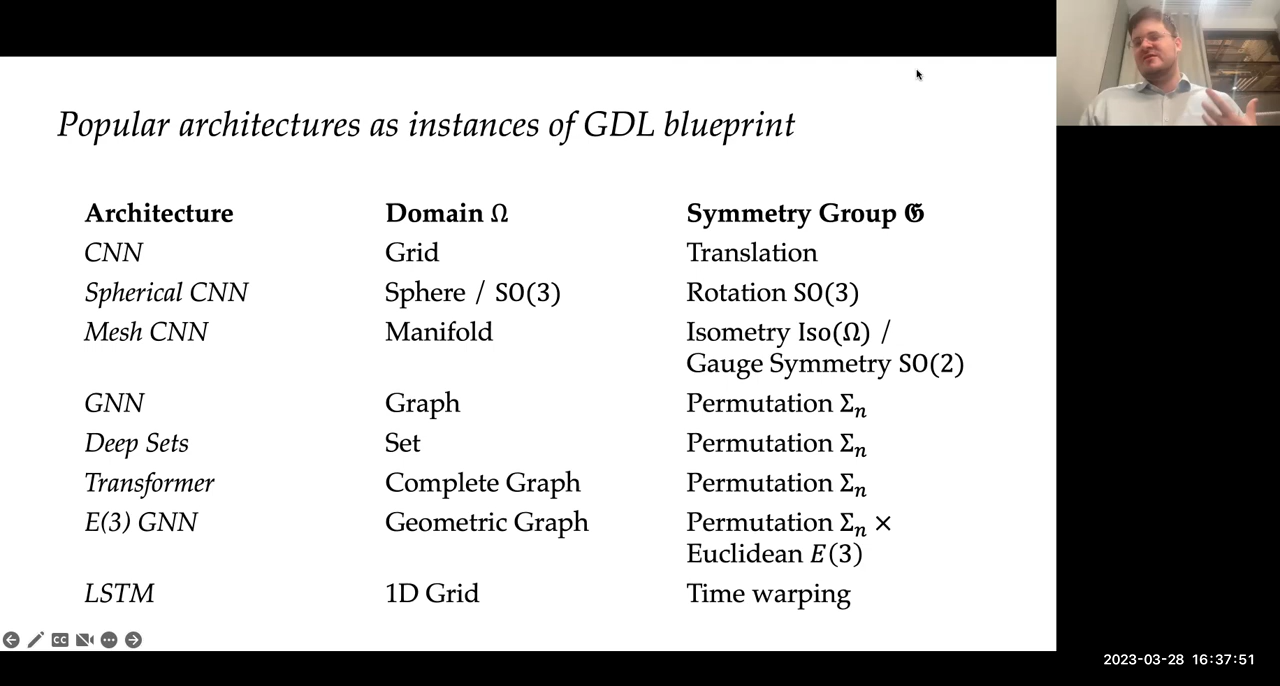 Popular architectures as instances of GDL blueprint
Architecture Domain Ω Symmetry Group 𝕲
CNN Grid Translation
Spherical CNN Sphere / SO(3) Rotation SO(3)
Mesh CNN Manifold Isometry Iso(Ω) /
Gauge Symmetry SO(2)
GNN Graph Permutation Σₙ
Deep Sets Set Permutation Σₙ
Transformer Complete Graph Permutation Σₙ
E(3) GNN Geometric Graph Permutation Σₙ ×
Euclidean E(3)
LSTM 1D Grid Time warping
CC
2023-03-28 16:37:51